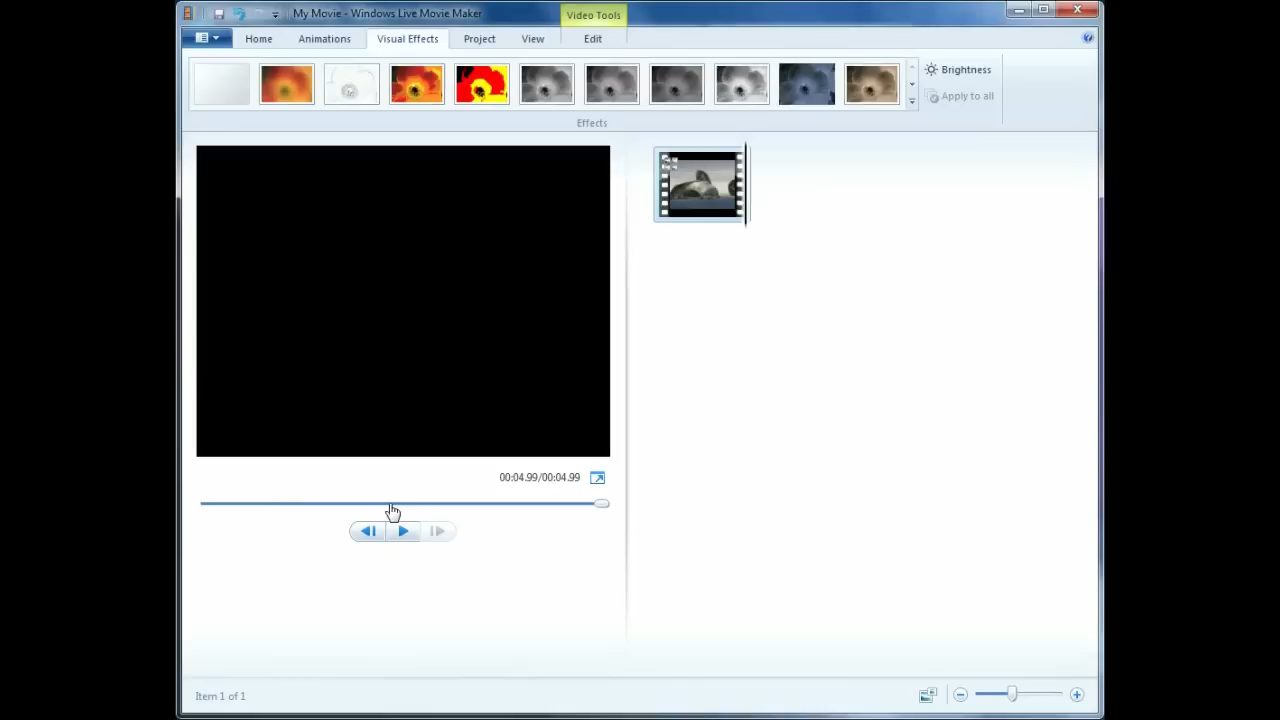 My Movie - Windows Live Movie Maker
Video Tools
Home
Animations
Visual Effects
Project
View
Edit
Brightness
Apply to all
Effects
00:04.99/00:04.99
Item 1 of 1